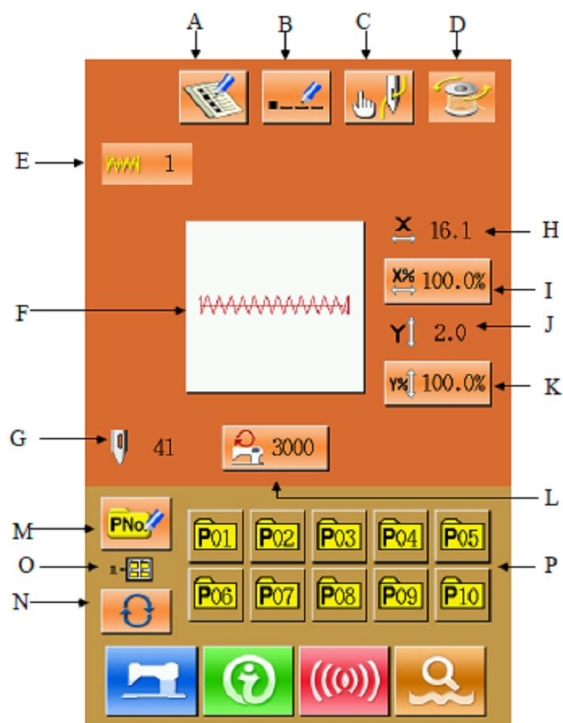 A B C D
E 1
X 16.1 H
X% 100.0% I
F
Y 2.0 J
Y% 100.0% K
G 41 3000
L
M PNo. P01 P02 P03 P04 P05
O n- P
N P06 P07 P08 P09 P10